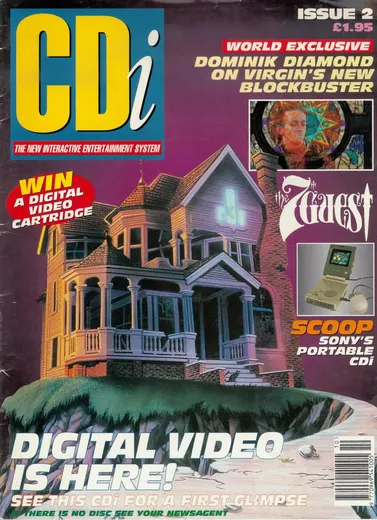 ISSUE 2
£1.95
CDi
THE NEW INTERACTIVE ENTERTAINMENT SYSTEM
WORLD EXCLUSIVE
DOMINIK DIAMOND
ON VIRGIN'S NEW
BLOCKBUSTER
WIN
A DIGITAL
VIDEO
CARTRIDGE
the 7th Guest
SCOOP
SONY'S
PORTABLE
CDi
DIGITAL VIDEO
IS HERE!
SEE THIS CDi FOR A FIRST GLIMPSE
IF THERE IS NO DISC SEE YOUR NEWSAGENT